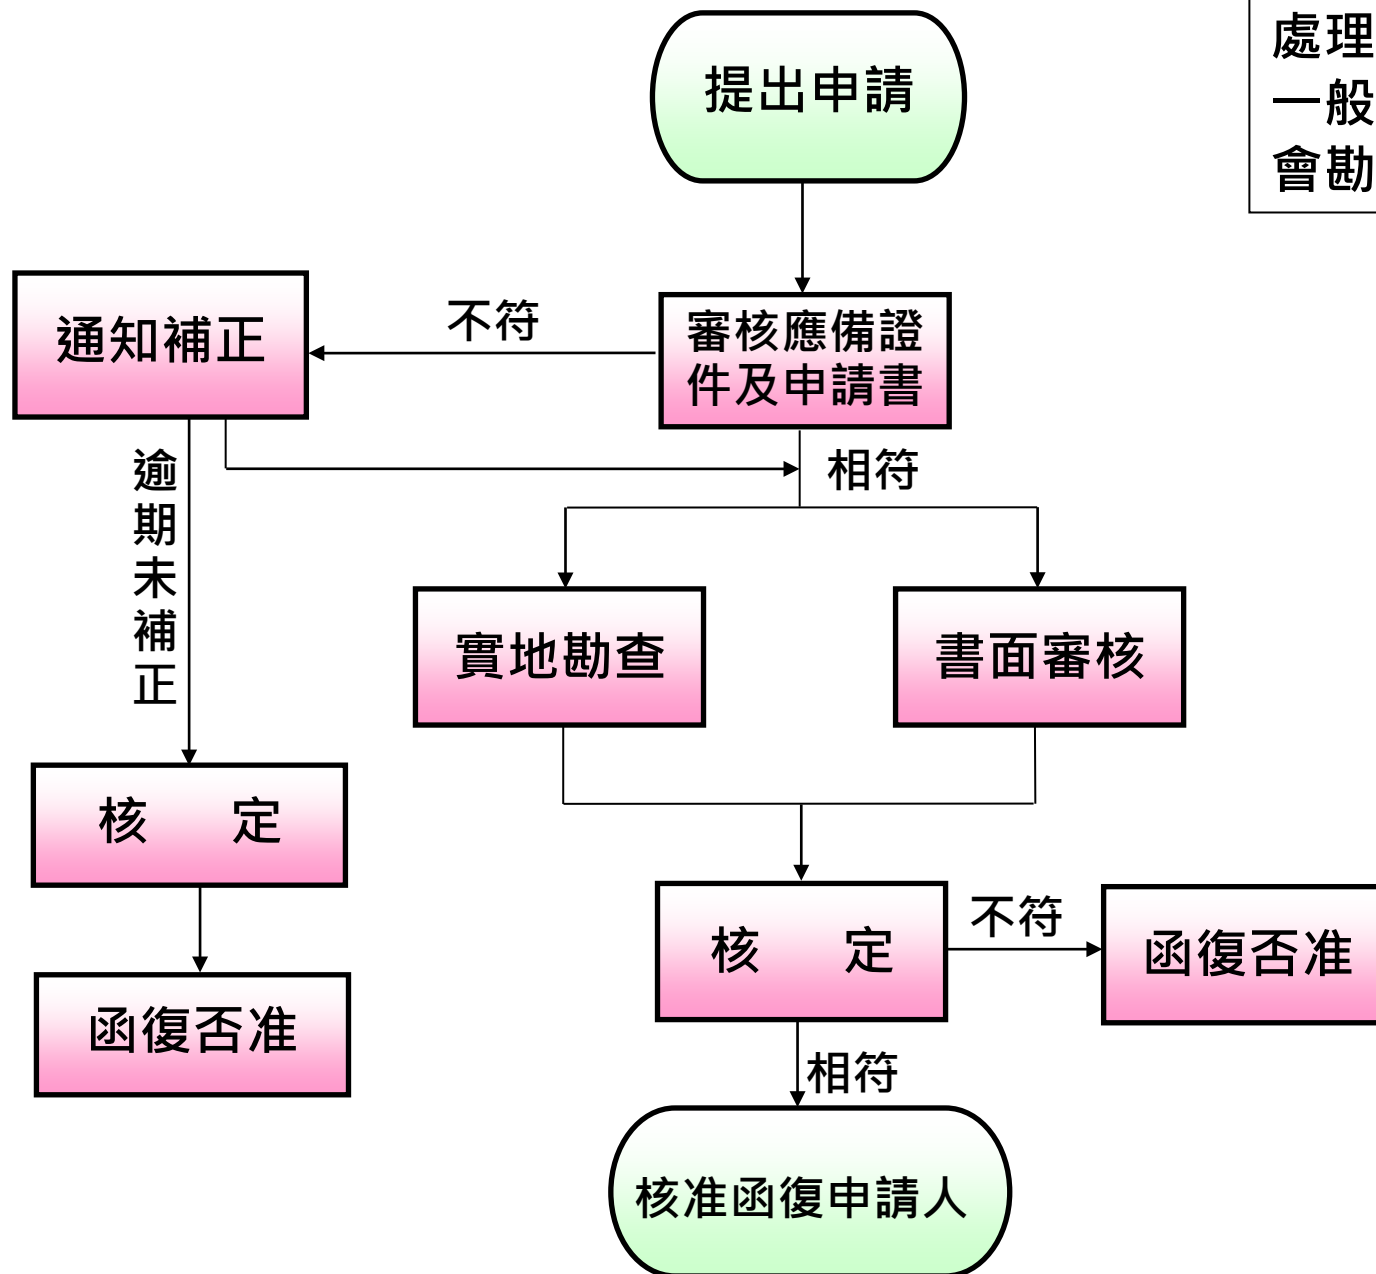 提出申請
處理
一般
會勘
通知補正
不符
審核應備證
件及申請書
相符
逾期未補正
實地勘查
書面審核
核　定
核　定
不符
函復否准
函復否准
相符
核准函復申請人